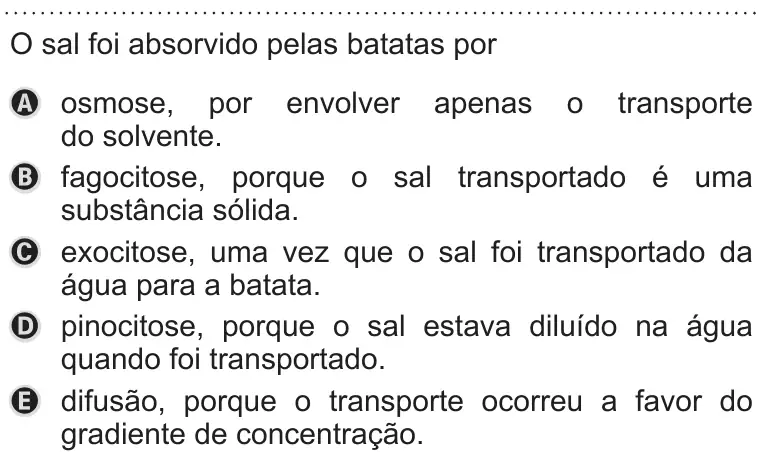 O sal foi absorvido pelas batatas por
A osmose, por envolver apenas o transporte
do solvente.
B fagocitose, porque o sal transportado é uma
substância sólida.
C exocitose, uma vez que o sal foi transportado da
água para a batata.
D pinocitose, porque o sal estava diluído na água
quando foi transportado.
E difusão, porque o transporte ocorreu a favor do
gradiente de concentração.